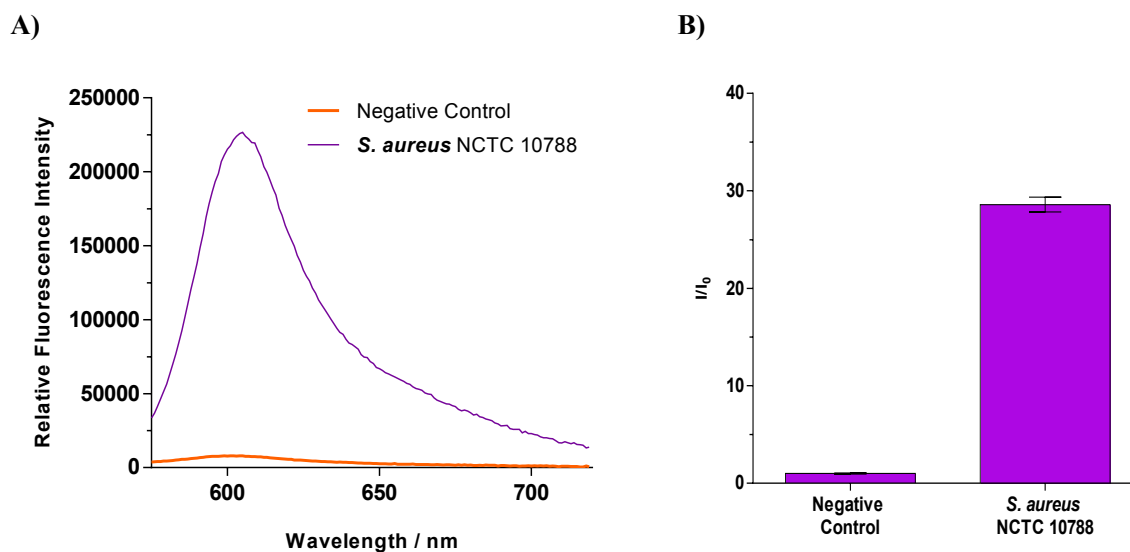 A)
B)
Relative Fluorescence Intensity
250000
200000
150000
100000
50000
0
Negative Control
S. aureus NCTC 10788
600
650
700
Wavelength / nm
I/I0
40
30
20
10
0
Negative
Control
S. aureus
NCTC 10788